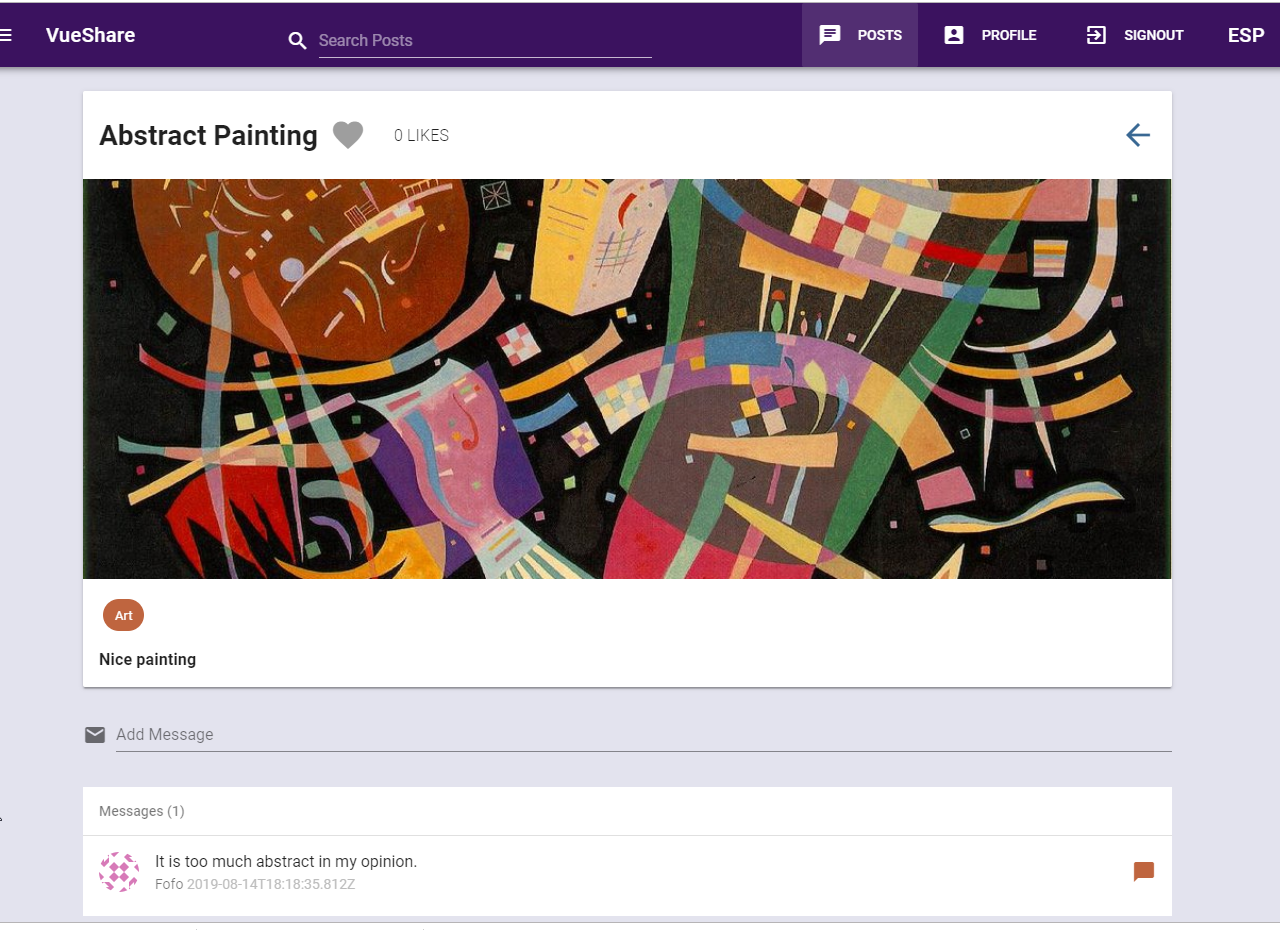 VueShare
Search Posts
POSTS
PROFILE
SIGNOUT
ESP
Abstract Painting
0 LIKES
Art
Nice painting
Add Message
Messages (1)
It is too much abstract in my opinion.
Fofo 2019-08-14T18:18:35.812Z